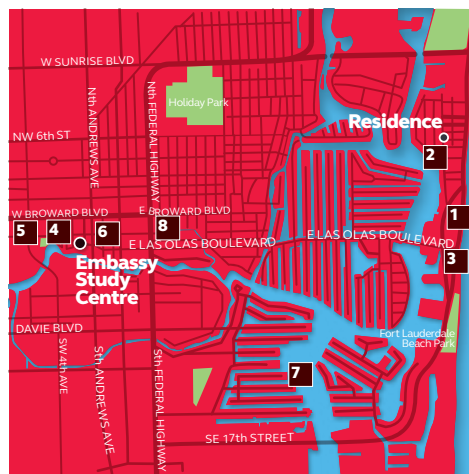 W SUNRISE BLVD
Nth ANDREWS AVE
Nth FEDERAL HIGHWAY
Holiday Park
Residence
NW 6th ST
2
W BROWARD BLVD
E BROWARD BLVD
1
5
4
6
8
E LAS OLAS BOULEVARD
E LAS OLAS BOULEVARD
3
Embassy
Study
Centre
DAVIE BLVD
Fort Lauderdale
Beach Park
SW 4th AVE
Sth ANDREWS AVE
Sth FEDERAL HIGHWAY
7
SE 17th STREET